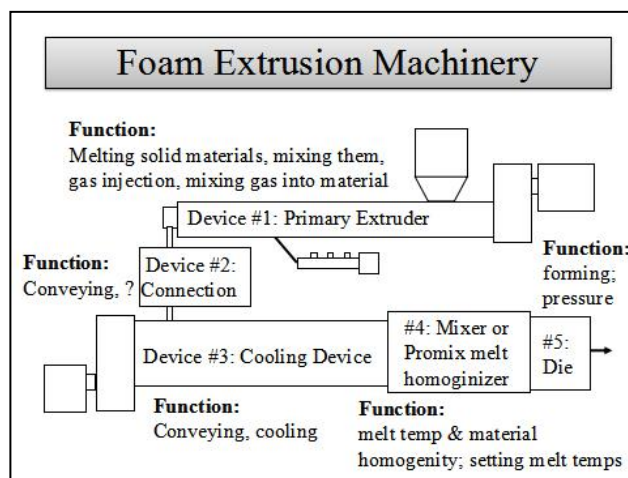 Foam Extrusion Machinery
Function:
Melting solid materials, mixing them,
gas injection, mixing gas into material
Device #1: Primary Extruder
Function:
Conveying, ?
Device #2:
Connection
Function:
forming;
pressure
Device #3: Cooling Device
#4: Mixer or
Promix melt
homoginizer
#5:
Die
Function:
Conveying, cooling
Function:
melt temp & material
homogenity; setting melt temps